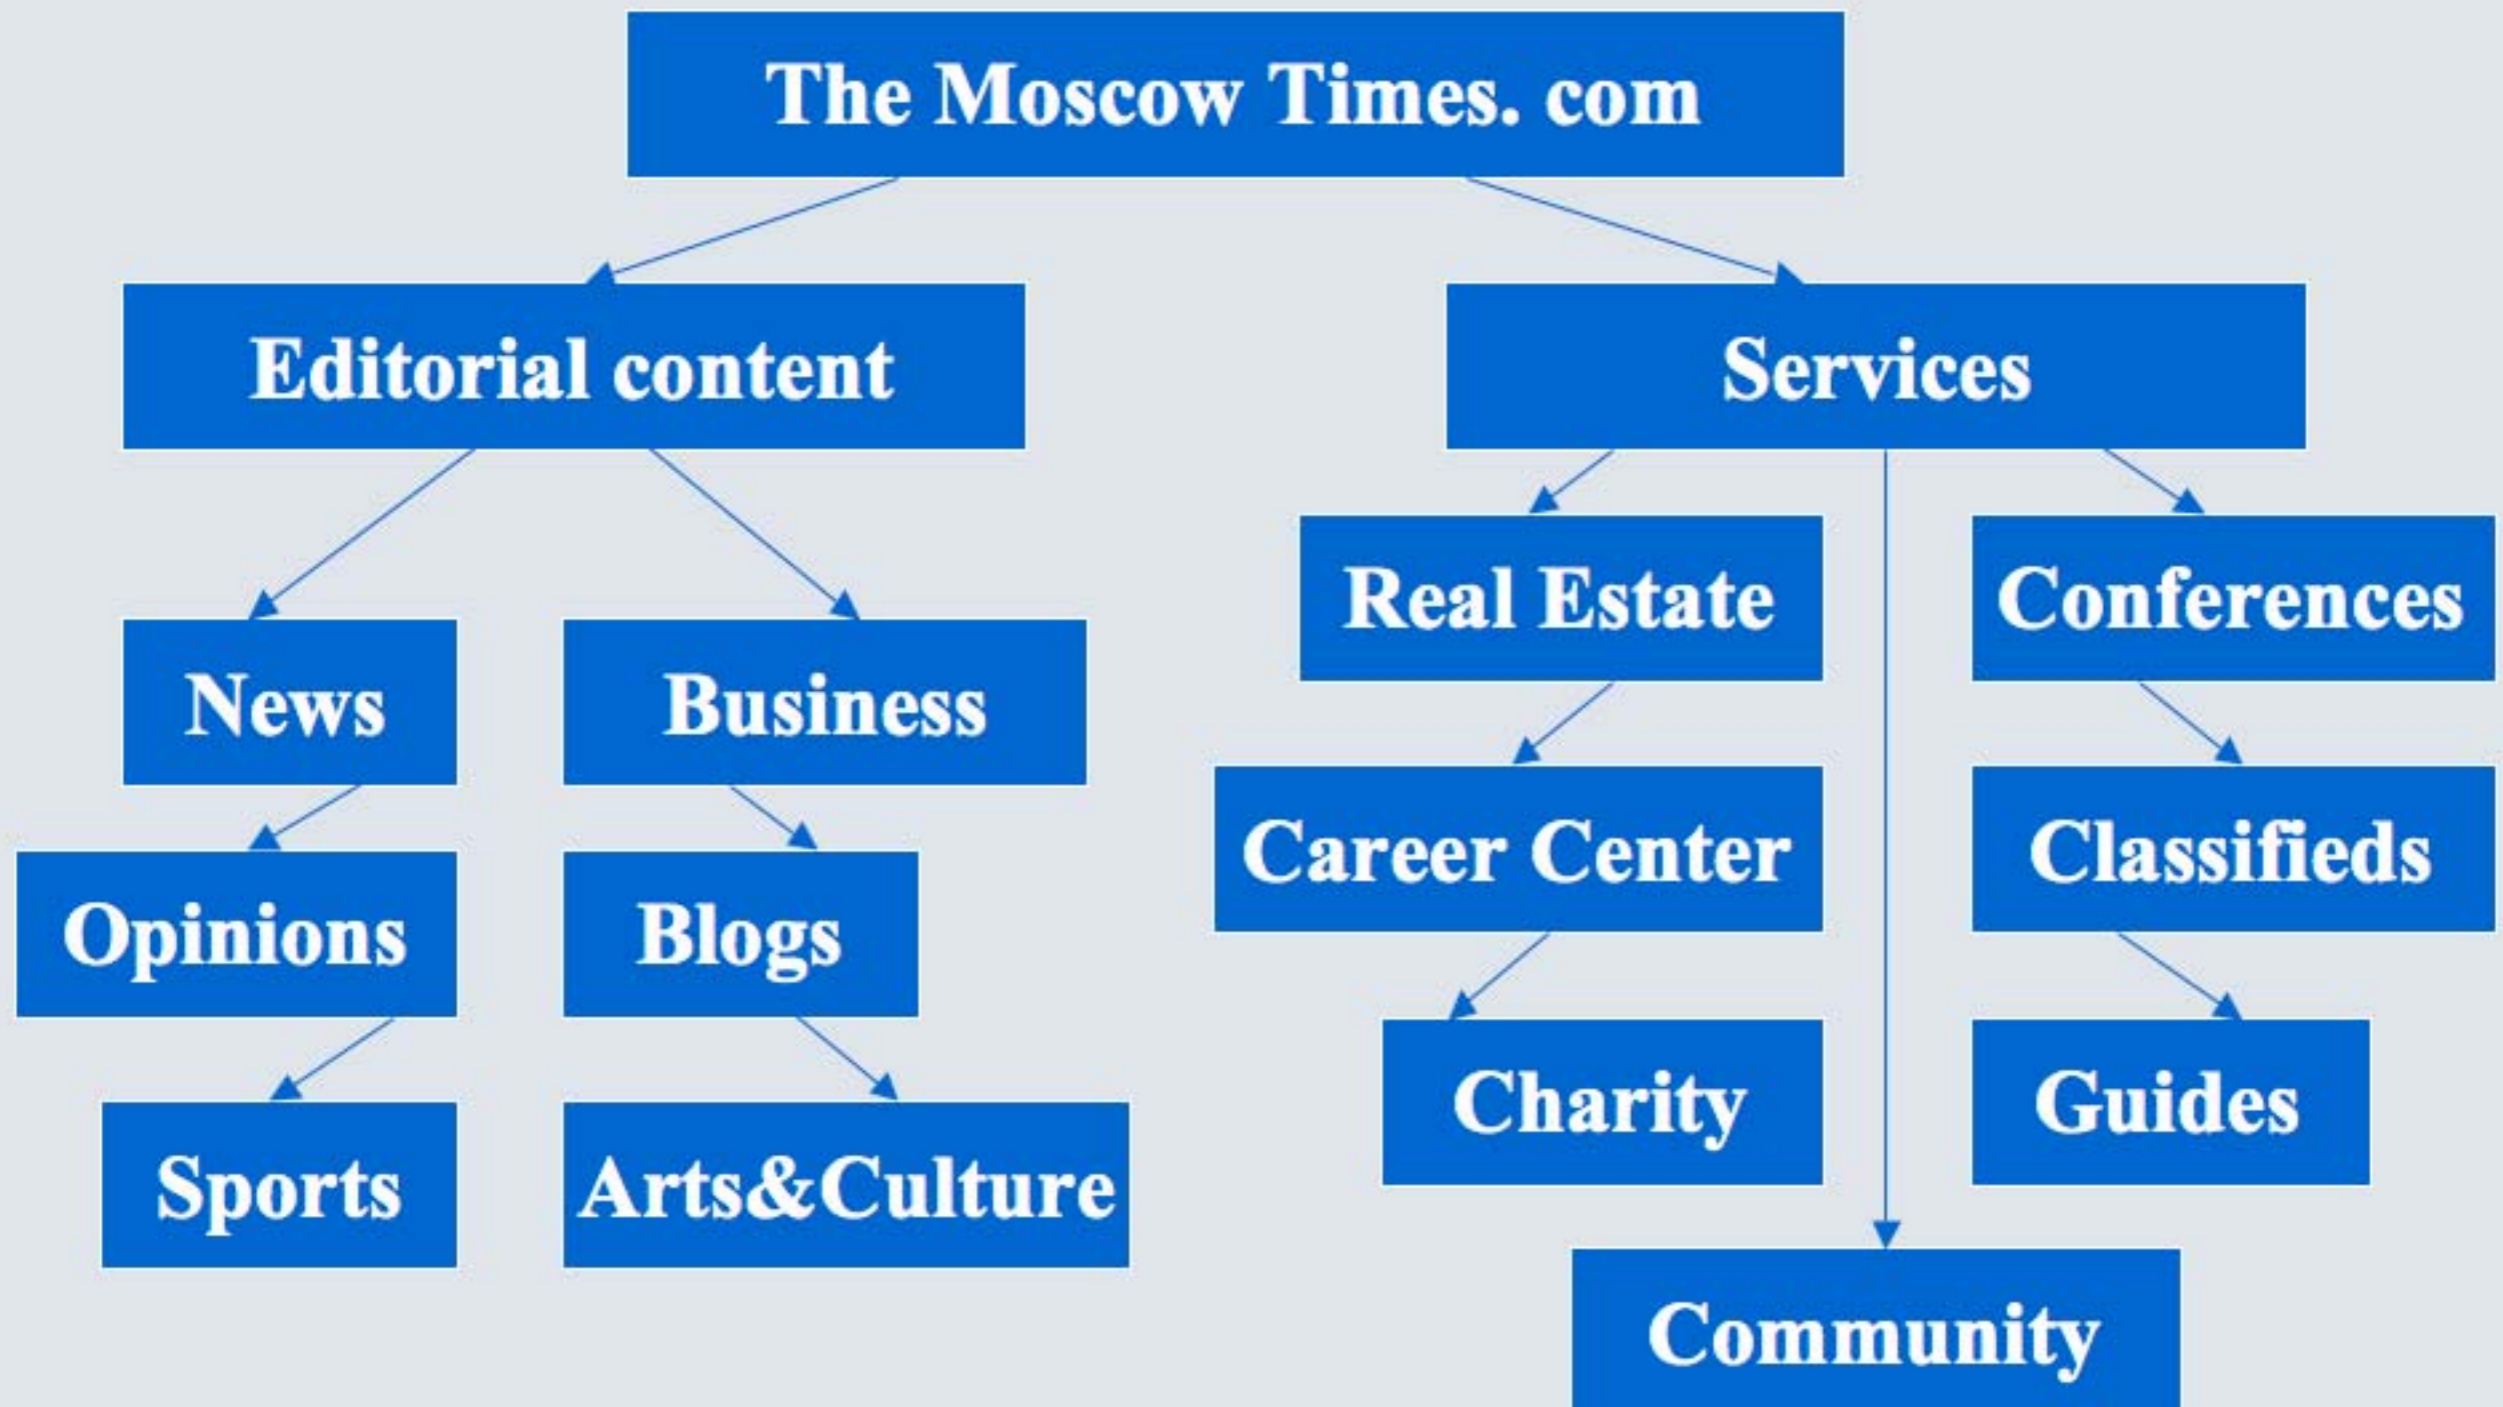 The Moscow Times. com
Editorial content
Services
News
Business
Opinions
Blogs
Sports
Arts&Culture
Real Estate
Conferences
Career Center
Classifieds
Charity
Guides
Community